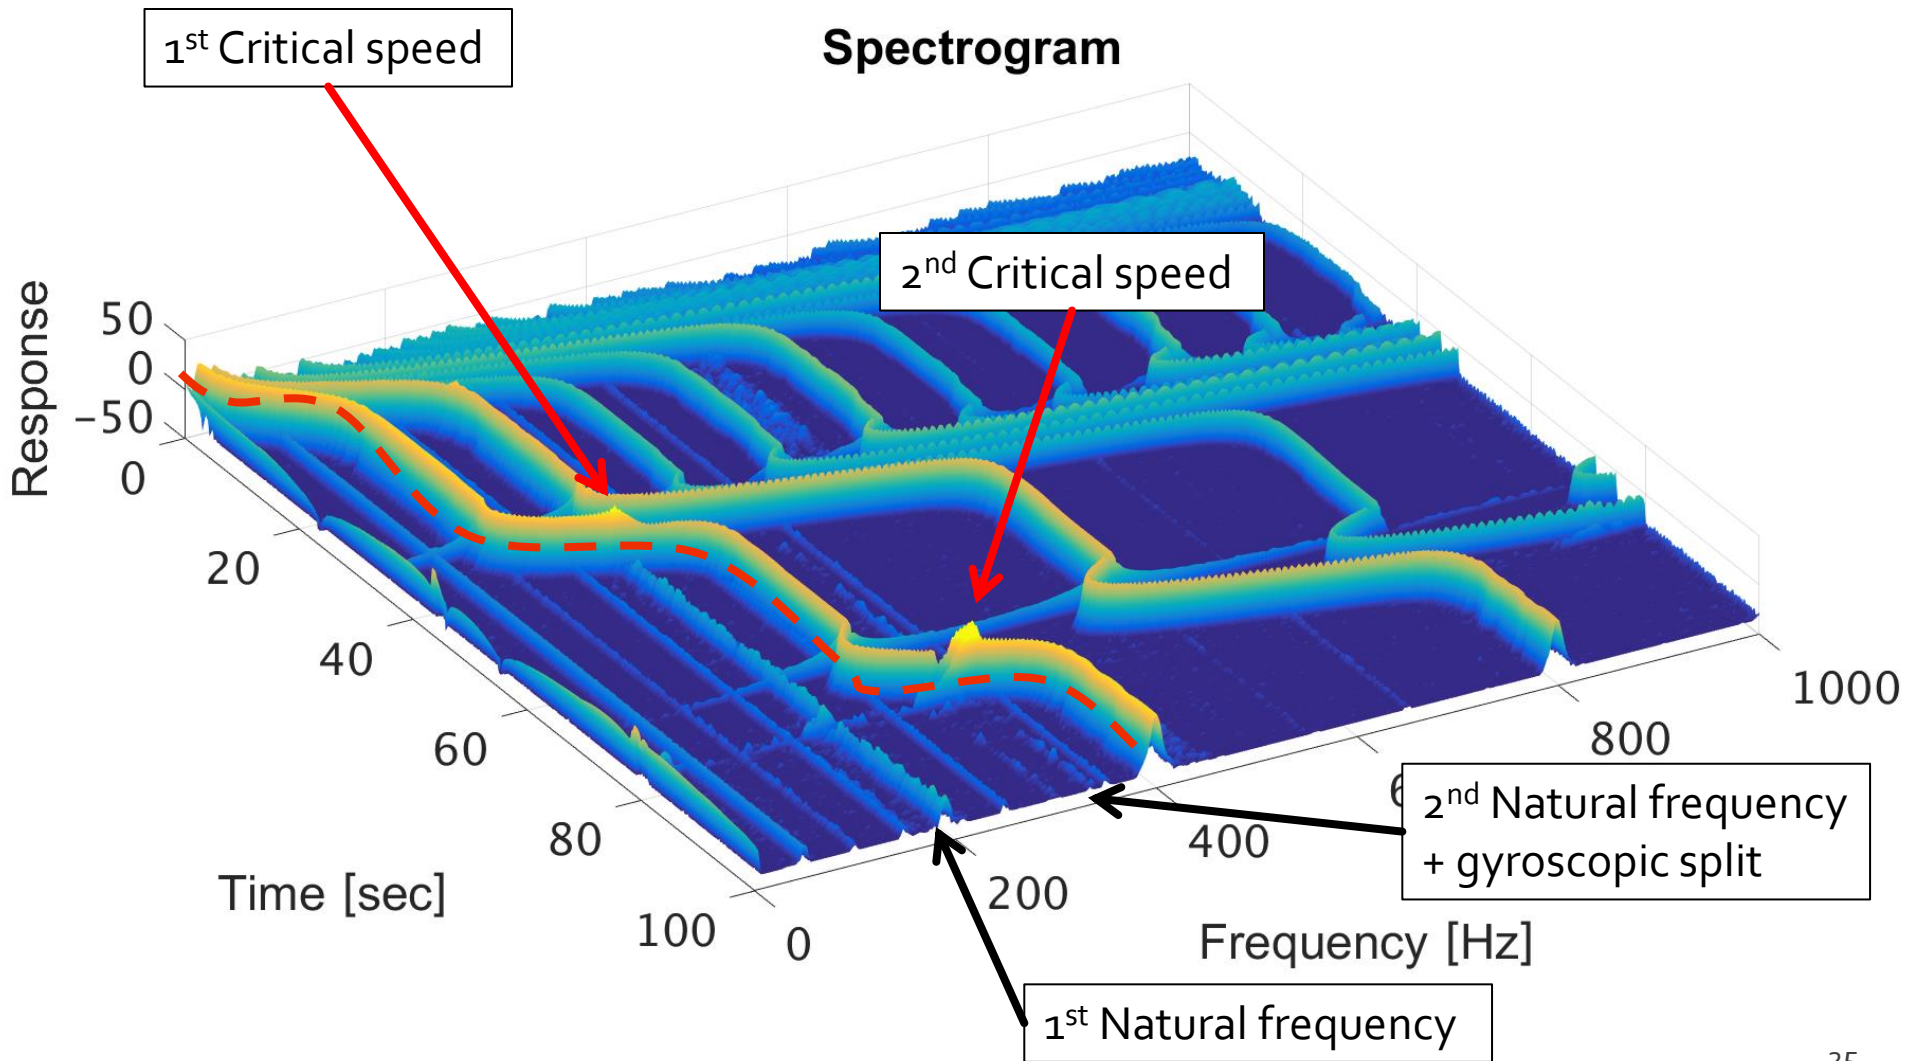 1st Critical speed
Spectrogram
2nd Critical speed
Response
50
0
−50
0
20
40
60
80
100
Time [sec]
0
200
400
800
1000
Frequency [Hz]
2nd Natural frequency
+ gyroscopic split
1st Natural frequency